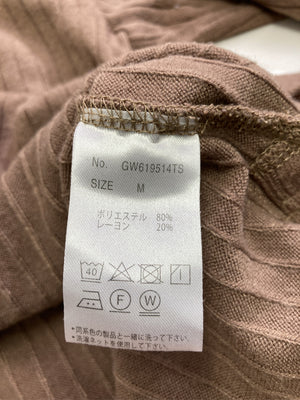 No. GW619514TS
SIZE M
ポリエステル 80%
レーヨン 20%
40
F W
*同系色の製品と一緒に洗って下さい。
*洗濯ネットを使用して下さい。